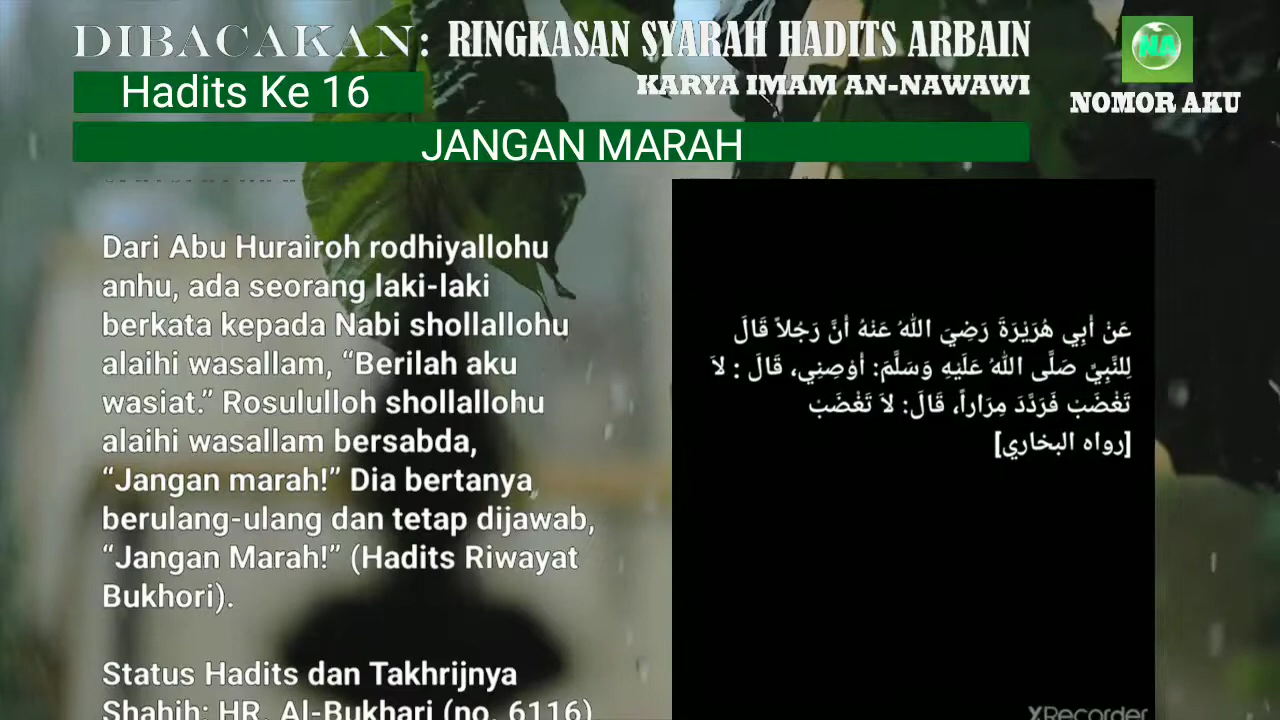 DIBACAKAN: RINGKASAN SYARAH HADITS ARBAIN
KARYA IMAM AN-NAWAWI
NA
NOMOR AKU
Hadits Ke 16
JANGAN MARAH
Dari Abu Hurairoh rodhiyallohu
anhu, ada seorang laki-laki
berkata kepada Nabi shollallohu
alaihi wasallam, “Berilah aku
wasiat.” Rosululloh shollallohu
alaihi wasallam bersabda,
“Jangan marah!” Dia bertanya
berulang-ulang dan tetap dijawab,
“Jangan Marah!” (Hadits Riwayat
Bukhori).
Status Hadits dan Takhrijnya
Shahih: HR. Al-Bukhari (no. 6116)
عَنْ أَبِي هُرَيْرَةَ رَضِيَ اللهُ عَنْهُ أَنَّ رَجُلاً قَالَ
لِلنَّبِيِّ صَلَّى اللهُ عَلَيْهِ وَسَلَّمَ: أَوْصِنِي، قَالَ : لاَ
تَغْضَبْ فَرَدَّدَ مِرَاراً، قَالَ: لاَ تَغْضَبْ
[رواه البخاري]
XRecorder